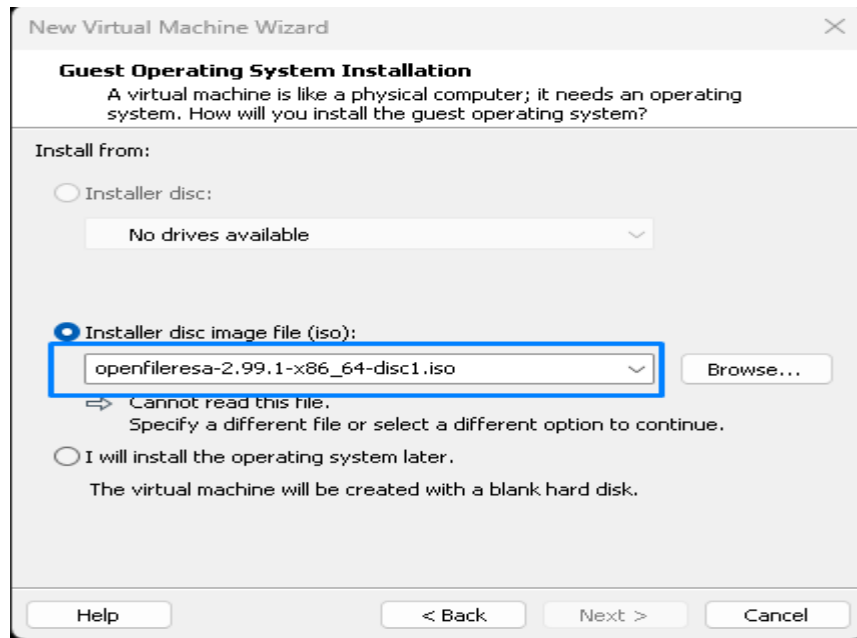 New Virtual Machine Wizard
Guest Operating System Installation
A virtual machine is like a physical computer; it needs an operating
system. How will you install the guest operating system?
Install from:
Installer disc:
No drives available
Installer disc image file (iso):
openfileresa-2.99.1-x86_64-disc1.iso
Browse...
Cannot read this file.
Specify a different file or select a different option to continue.
I will install the operating system later.
The virtual machine will be created with a blank hard disk.
Help
< Back
Next >
Cancel